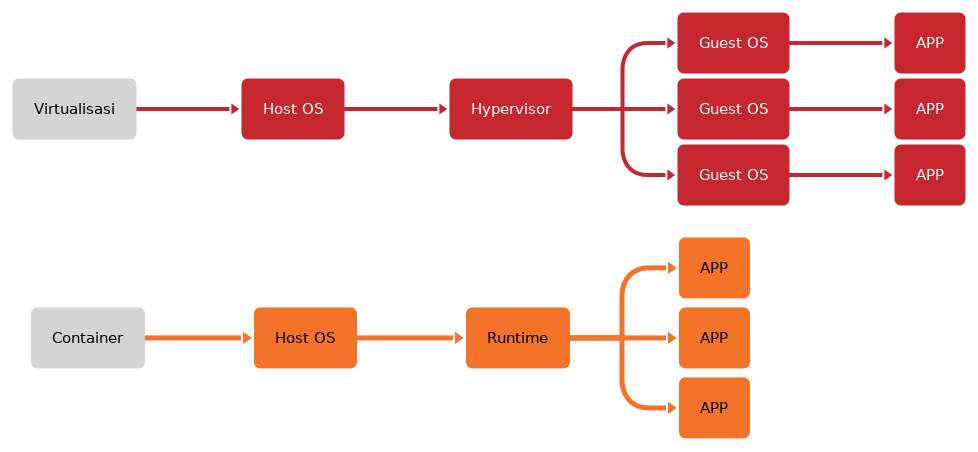 Virtualisasi
Host OS
Hypervisor
Guest OS
APP
Guest OS
APP
Guest OS
APP
Container
Host OS
Runtime
APP
APP
APP